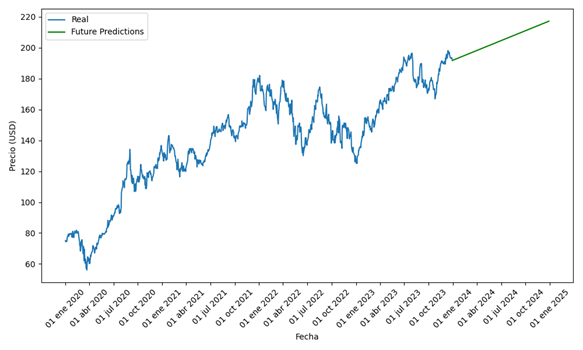 Real
Future Predictions
220
200
180
160
140
120
100
80
60
Precio (USD)
01 ene 2020
01 abr 2020
01 jul 2020
01 oct 2020
01 ene 2021
01 abr 2021
01 jul 2021
01 oct 2021
01 ene 2022
01 abr 2022
01 jul 2022
01 oct 2022
01 ene 2023
01 abr 2023
01 jul 2023
01 oct 2023
01 ene 2024
01 abr 2024
01 jul 2024
01 oct 2024
01 ene 2025
Fecha